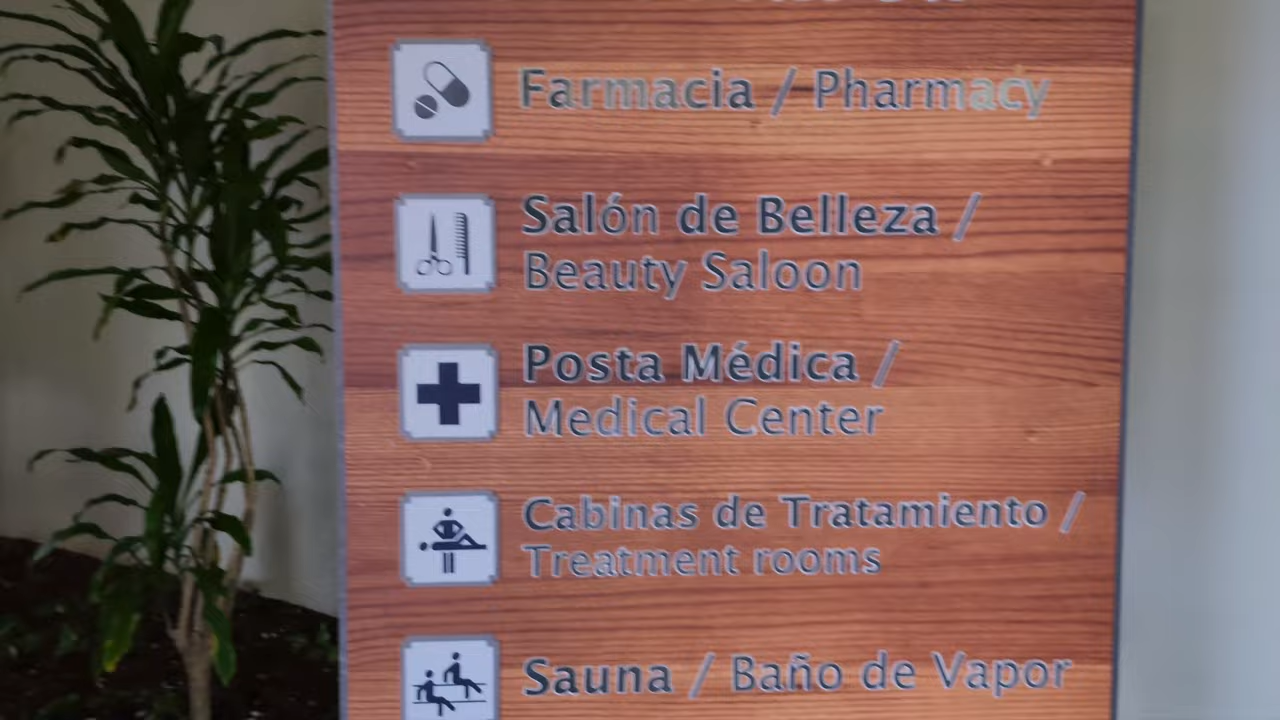 Farmacia / Pharmacy
Salón de Belleza /
Beauty Saloon
Posta Médica /
Medical Center
Cabinas de Tratamiento /
Treatment rooms
Sauna / Baño de Vapor